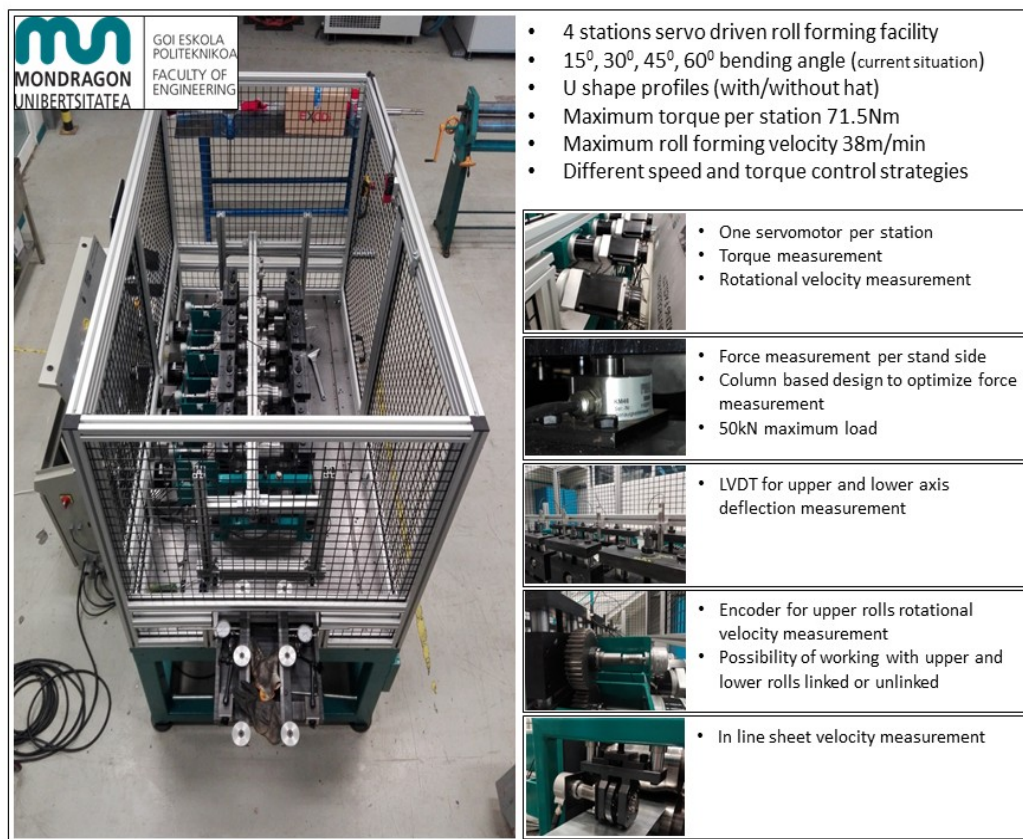 MONDRAGON
UNIBERTSITATEA
GOI ESKOLA
POLITEKNIKOA
FACULTY OF
ENGINEERING
• 4 stations servo driven roll forming facility
• 15⁰, 30⁰, 45⁰, 60⁰ bending angle (current situation)
• U shape profiles (with/without hat)
• Maximum torque per station 71.5Nm
• Maximum roll forming velocity 38m/min
• Different speed and torque control strategies
• One servomotor per station
• Torque measurement
• Rotational velocity measurement
• Force measurement per stand side
• Column based design to optimize force
measurement
• 50kN maximum load
• LVDT for upper and lower axis
deflection measurement
• Encoder for upper rolls rotational
velocity measurement
• Possibility of working with upper and
lower rolls linked or unlinked
• In line sheet velocity measurement